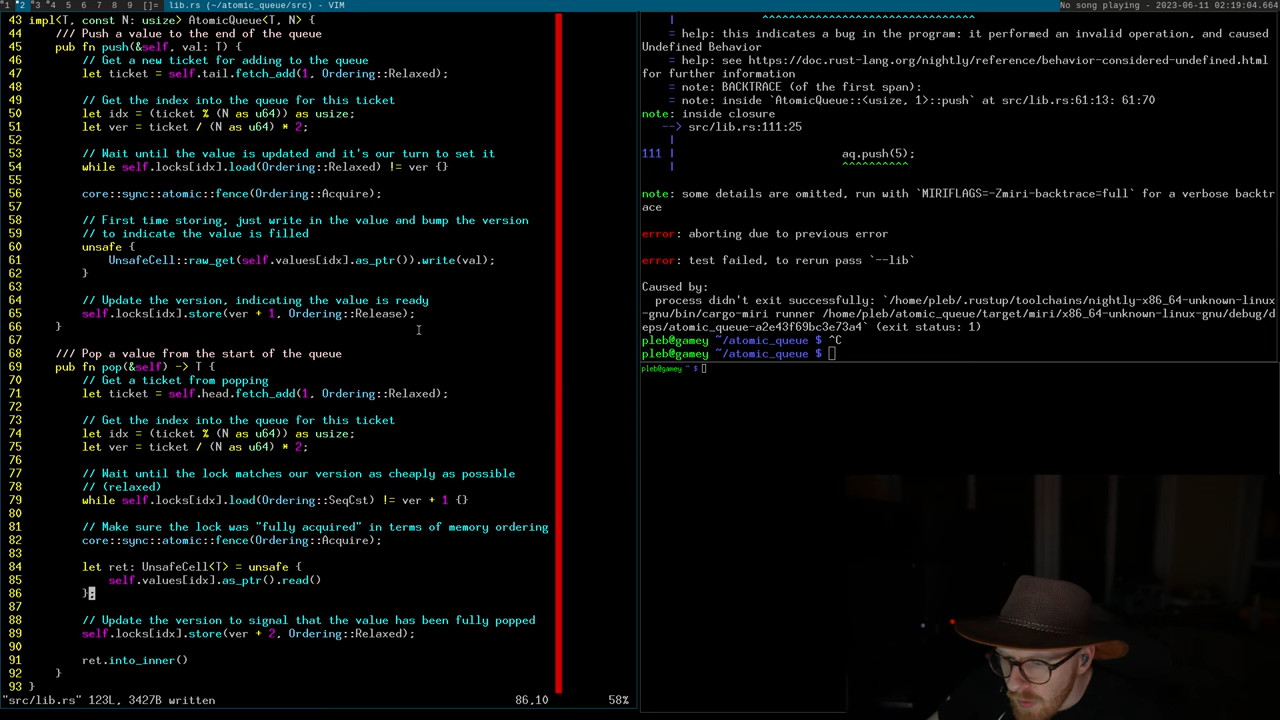 1 2 3 4 5 6 7 8 9 []= lib.rs (~/atomic_queue/src) - VIM
No song playing - 2023-06-11 02:19:04.664
43 impl<T, const N: usize> AtomicQueue<T, N> {
44 /// Push a value to the end of the queue
45 pub fn push(&self, val: T) {
46 // Get a new ticket for adding to the queue
47 let ticket = self.tail.fetch_add(1, Ordering::Relaxed);
48
49 // Get the index into the queue for this ticket
50 let idx = (ticket % (N as u64)) as usize;
51 let ver = ticket / (N as u64) * 2;
52
53 // Wait until the value is updated and it's our turn to set it
54 while self.locks[idx].load(Ordering::Relaxed) != ver {}
55
56 core::sync::atomic::fence(Ordering::Acquire);
57
58 // First time storing, just write in the value and bump the version
59 // to indicate the value is filled
60 unsafe {
61 UnsafeCell::raw_get(self.values[idx].as_ptr()).write(val);
62 }
63
64 // Update the version, indicating the value is ready
65 self.locks[idx].store(ver + 1, Ordering::Release);
66 }
67
68 /// Pop a value from the start of the queue
69 pub fn pop(&self) -> T {
70 // Get a ticket from popping
71 let ticket = self.head.fetch_add(1, Ordering::Relaxed);
72
73 // Get the index into the queue for this ticket
74 let idx = (ticket % (N as u64)) as usize;
75 let ver = ticket / (N as u64) * 2;
76
77 // Wait until the lock matches our version as cheaply as possible
78 // (relaxed)
79 while self.locks[idx].load(Ordering::SeqCst) != ver + 1 {}
80
81 // Make sure the lock was "fully acquired" in terms of memory ordering
82 core::sync::atomic::fence(Ordering::Acquire);
83
84 let ret: UnsafeCell<T> = unsafe {
85 self.values[idx].as_ptr().read()
86 };
87
88 // Update the version to signal that the value has been fully popped
89 self.locks[idx].store(ver + 2, Ordering::Relaxed);
90
91 ret.into_inner()
92 }
93 }
"src/lib.rs" 123L, 3427B written 86,10 58%
| ^^^^^^^^^^^^^^^^^^^^^^^^^^^^^^^^^^^^^^^^^^^^^^
= help: this indicates a bug in the program: it performed an invalid operation, and caused
Undefined Behavior
= help: see https://doc.rust-lang.org/nightly/reference/behavior-considered-undefined.html
for further information
= note: BACKTRACE (of the first span):
= note: inside `AtomicQueue::<usize, 1>::push` at src/lib.rs:61:13: 61:70
note: inside closure
--> src/lib.rs:111:25
|
111 | aq.push(5);
| ^^^^^^^^^^
note: some details are omitted, run with `MIRIFLAGS=-Zmiri-backtrace=full` for a verbose backtr
ace
error: aborting due to previous error
error: test failed, to rerun pass `--lib`
Caused by:
process didn't exit successfully: `/home/pleb/.rustup/toolchains/nightly-x86_64-unknown-linux
-gnu/bin/cargo-miri runner /home/pleb/atomic_queue/target/miri/x86_64-unknown-linux-gnu/debug/d
eps/atomic_queue-a2e43f69bc3e73a4` (exit status: 1)
pleb@gamey ~/atomic_queue $ ^C
pleb@gamey ~/atomic_queue $
pleb@gamey ~ $